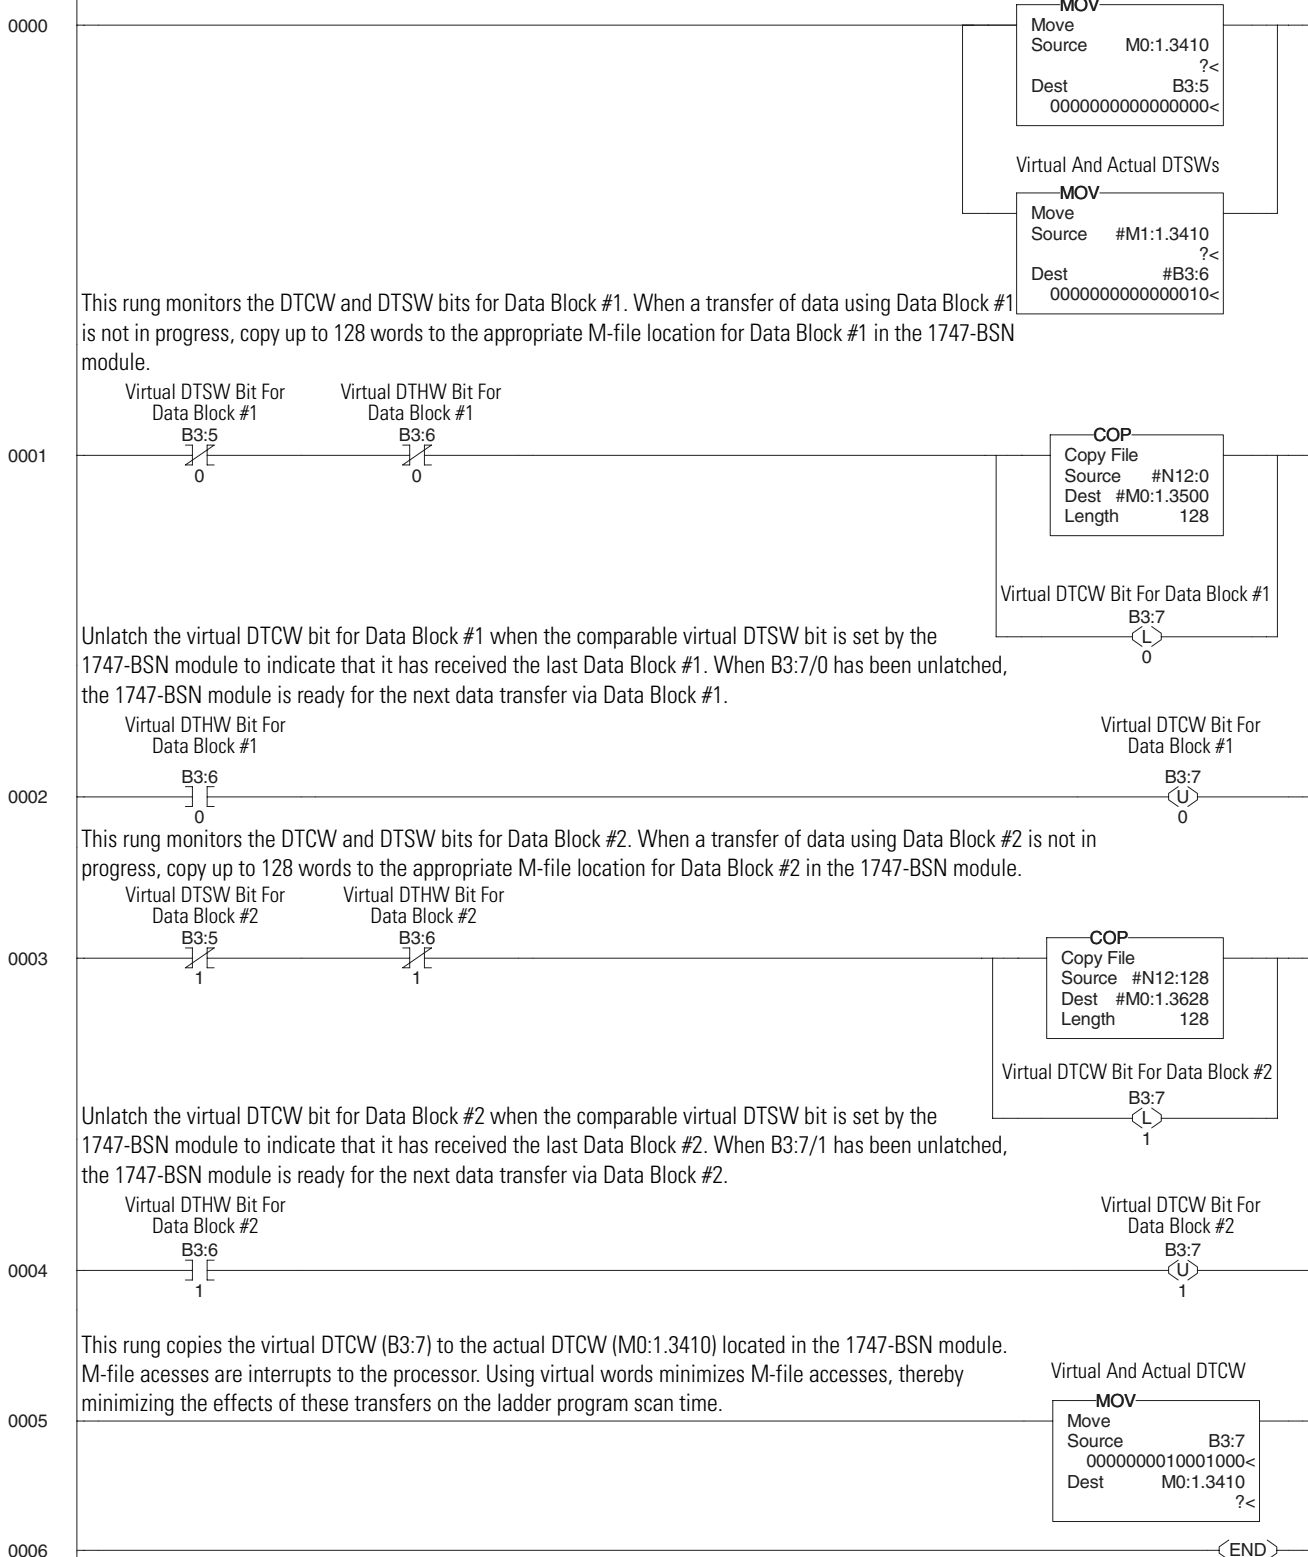 MOV
0000
Move
Source M0:1.3410
?<
Dest B3:5
0000000000000000<
Virtual And Actual DTSWs
MOV
Move
Source #M1:1.3410
?<
Dest #B3:6
0000000000000010<
This rung monitors the DTCW and DTSW bits for Data Block #1. When a transfer of data using Data Block #1
is not in progress, copy up to 128 words to the appropriate M-file location for Data Block #1 in the 1747-BSN
module.
Virtual DTSW Bit For Virtual DTHW Bit For
Data Block #1 Data Block #1
B3:5 B3:6
0001
0 0
COP
Copy File
Source #N12:0
Dest #M0:1.3500
Length 128
Virtual DTCW Bit For Data Block #1
B3:7
L
0
Unlatch the virtual DTCW bit for Data Block #1 when the comparable virtual DTSW bit is set by the
1747-BSN module to indicate that it has received the last Data Block #1. When B3:7/0 has been unlatched,
the 1747-BSN module is ready for the next data transfer via Data Block #1.
Virtual DTHW Bit For Virtual DTCW Bit For
Data Block #1 Data Block #1
B3:6 B3:7
0002 U
0 0
This rung monitors the DTCW and DTSW bits for Data Block #2. When a transfer of data using Data Block #2 is not in
progress, copy up to 128 words to the appropriate M-file location for Data Block #2 in the 1747-BSN module.
Virtual DTSW Bit For Virtual DTHW Bit For
Data Block #2 Data Block #2
B3:5 B3:6
0003
1 1
COP
Copy File
Source #N12:128
Dest #M0:1.3628
Length 128
Virtual DTCW Bit For Data Block #2
B3:7
L
1
Unlatch the virtual DTCW bit for Data Block #2 when the comparable virtual DTSW bit is set by the
1747-BSN module to indicate that it has received the last Data Block #2. When B3:7/1 has been unlatched,
the 1747-BSN module is ready for the next data transfer via Data Block #2.
Virtual DTHW Bit For Virtual DTCW Bit For
Data Block #2 Data Block #2
B3:6 B3:7
0004 U
1 1
This rung copies the virtual DTCW (B3:7) to the actual DTCW (M0:1.3410) located in the 1747-BSN module.
M-file acesses are interrupts to the processor. Using virtual words minimizes M-file accesses, thereby
minimizing the effects of these transfers on the ladder program scan time.
Virtual And Actual DTCW
0005
MOV
Move
Source B3:7
0000000010001000<
Dest M0:1.3410
?<
0006 END